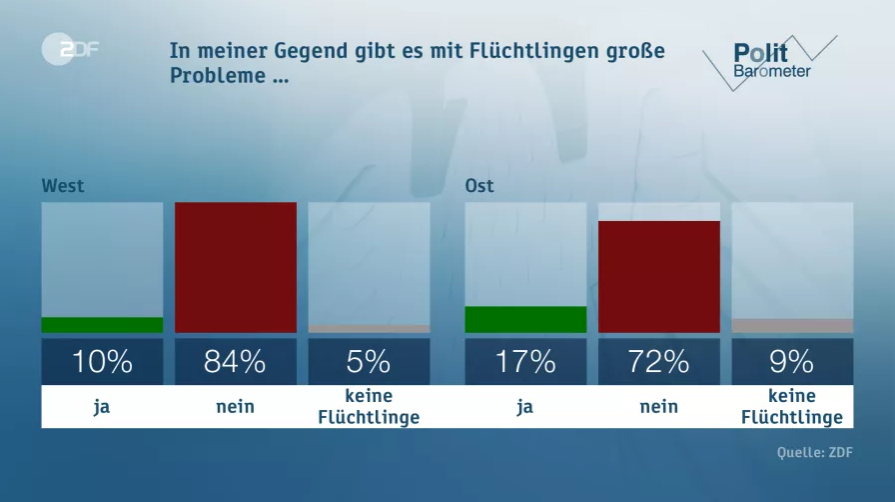 ZDF
In meiner Gegend gibt es mit Flüchtlingen große
Probleme ...
Polit
Barometer
West
Ost
10% 84% 5% 17% 72% 9%
ja nein keine ja nein keine
Flüchtlinge Flüchtlinge
Quelle: ZDF